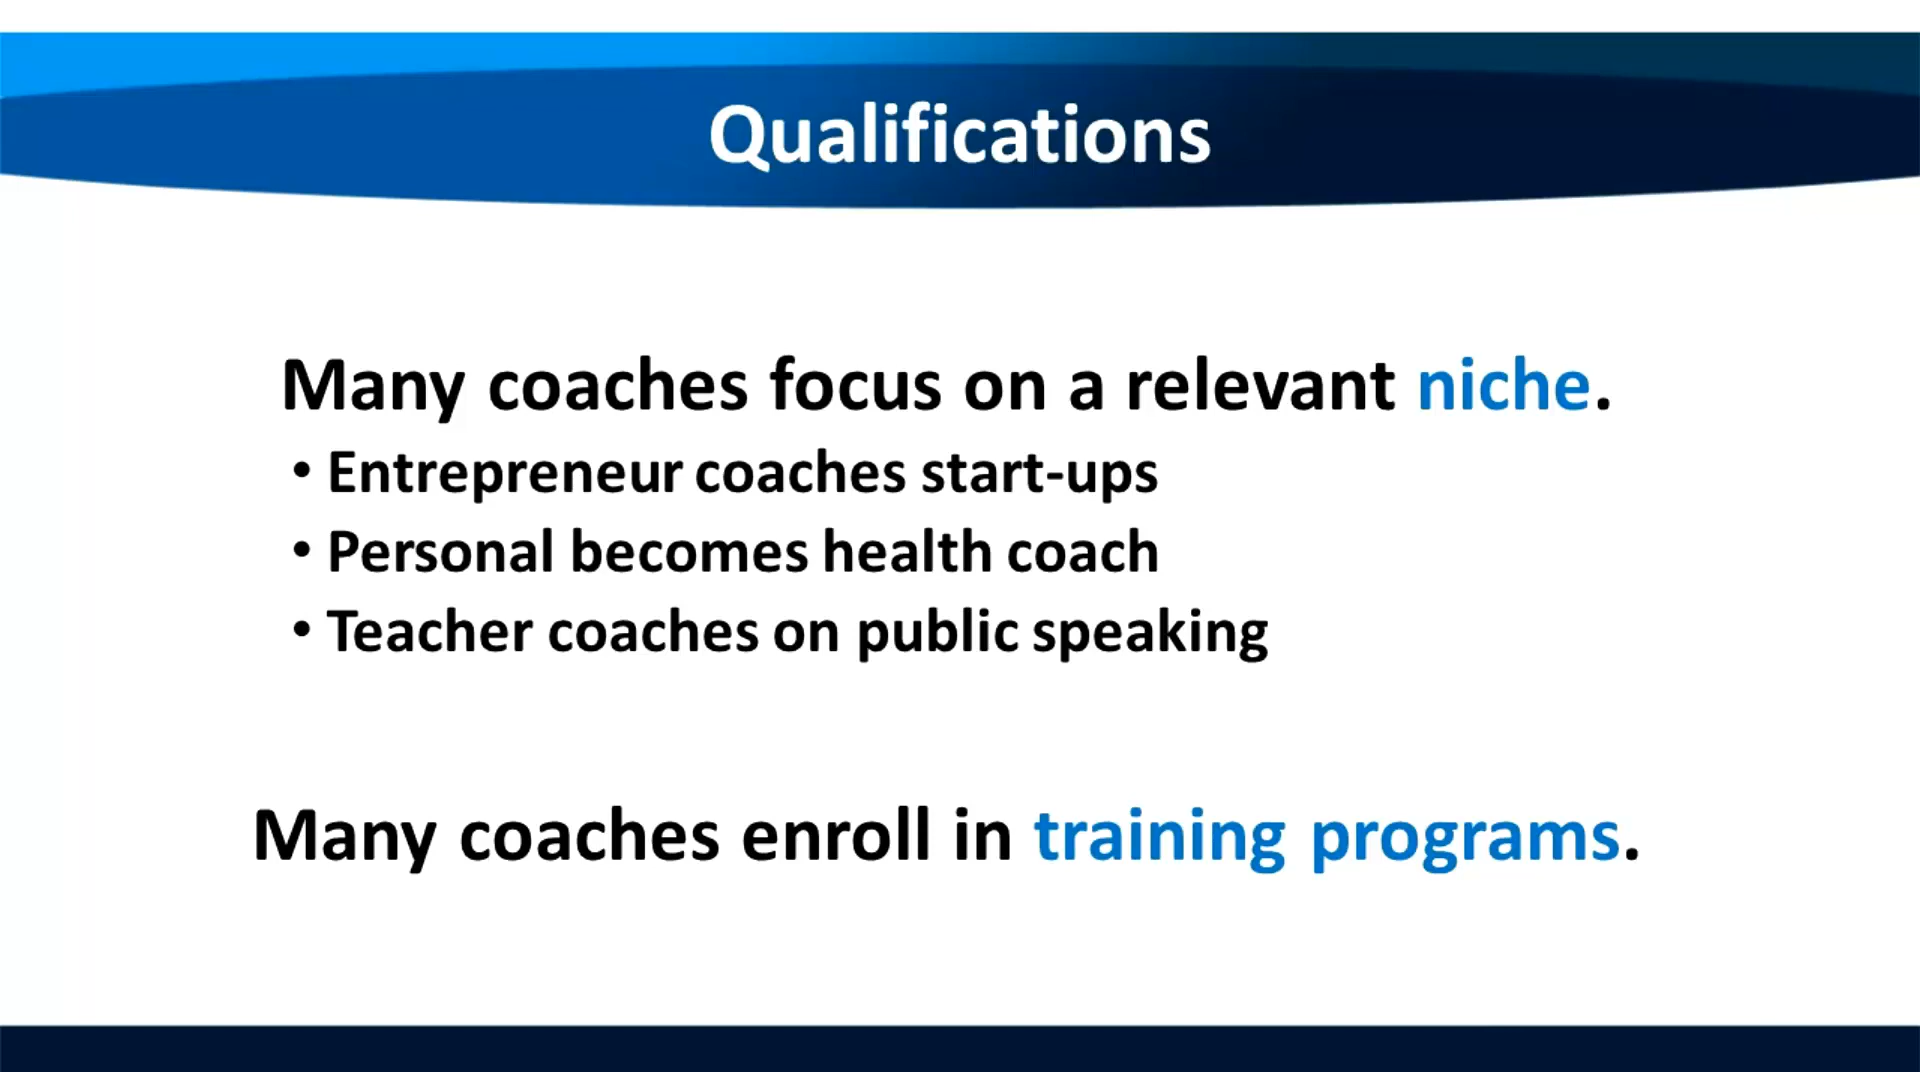 Qualifications
Many coaches focus on a relevant niche.
• Entrepreneur coaches start-ups
• Personal becomes health coach
• Teacher coaches on public speaking
Many coaches enroll in training programs.